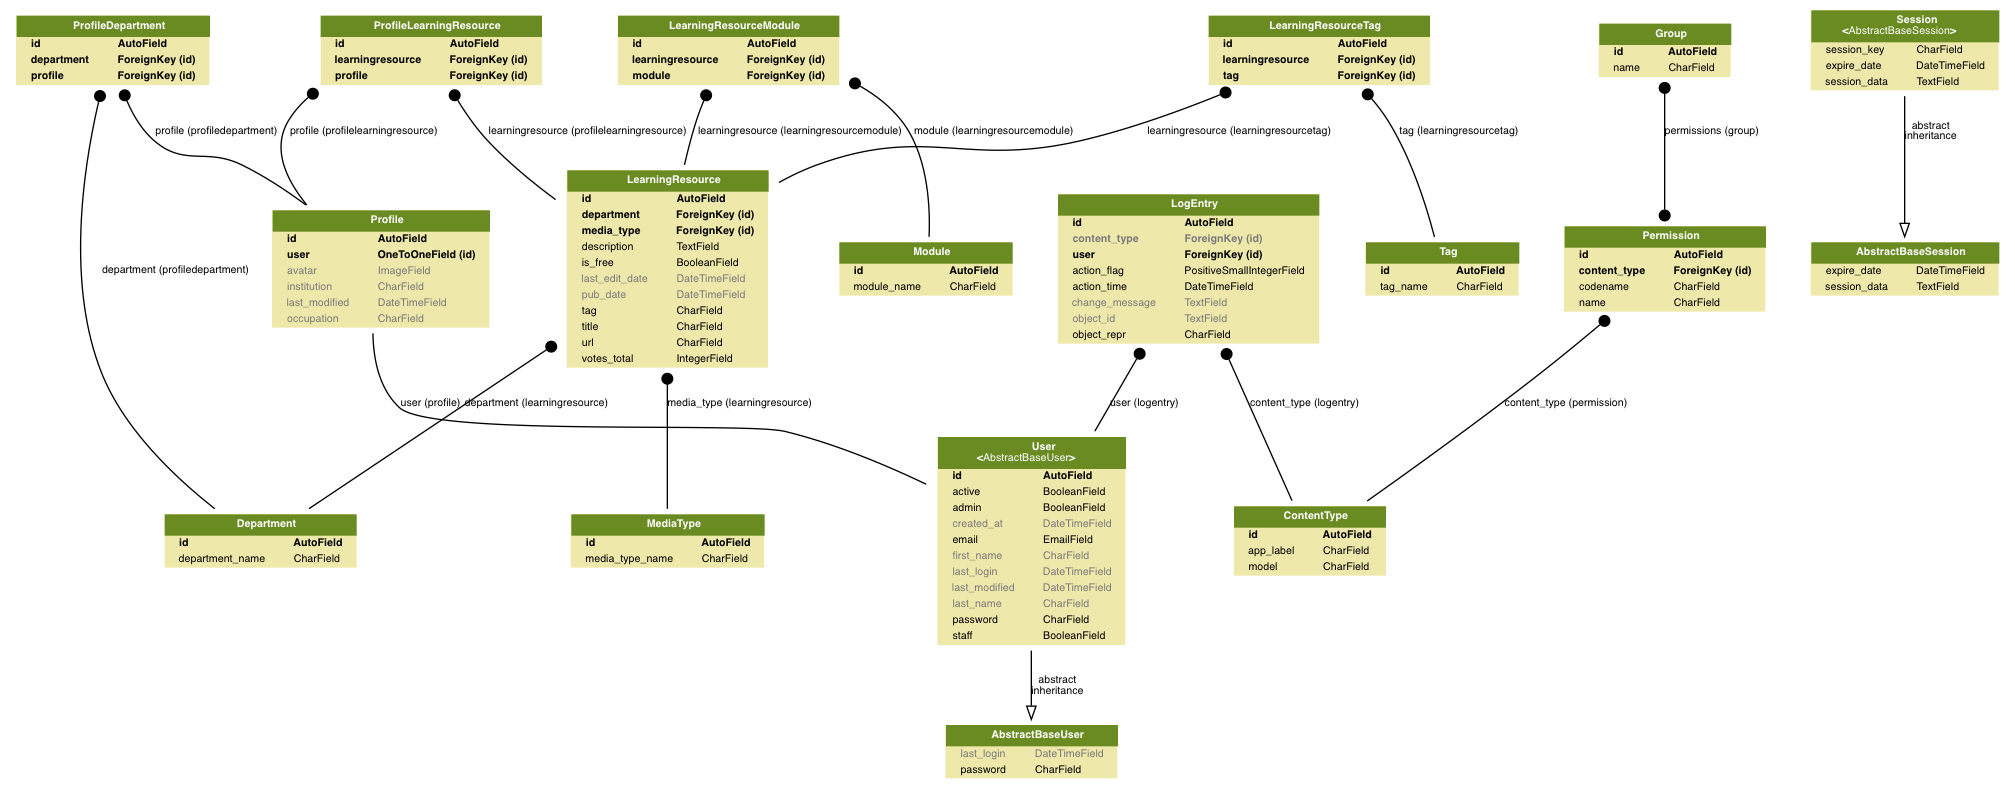 ProfileDepartment
id AutoField
department ForeignKey (id)
profile ForeignKey (id)
ProfileLearningResource
id AutoField
learningresource ForeignKey (id)
profile ForeignKey (id)
LearningResourceModule
id AutoField
learningresource ForeignKey (id)
module ForeignKey (id)
LearningResourceTag
id AutoField
learningresource ForeignKey (id)
tag ForeignKey (id)
Group
id AutoField
name CharField
Session
<AbstractBaseSession>
session_key CharField
expire_date DateTimeField
session_data TextField
profile (profiledepartment)
profile (profilelearningresource)
learningresource (profilelearningresource)
learningresource (learningresourcemodule)
module (learningresourcemodule)
learningresource (learningresourcetag)
tag (learningresourcetag)
permissions (group)
abstract
inheritance
Profile
id AutoField
user OneToOneField (id)
avatar ImageField
institution CharField
last_modified DateTimeField
occupation CharField
LearningResource
id AutoField
department ForeignKey (id)
media_type ForeignKey (id)
description TextField
is_free BooleanField
last_edit_date DateTimeField
pub_date DateTimeField
tag CharField
title CharField
url CharField
votes_total IntegerField
Module
id AutoField
module_name CharField
LogEntry
id AutoField
content_type ForeignKey (id)
user ForeignKey (id)
action_flag PositiveSmallIntegerField
action_time DateTimeField
change_message TextField
object_id TextField
object_repr CharField
Tag
id AutoField
tag_name CharField
Permission
id AutoField
content_type ForeignKey (id)
codename CharField
name CharField
AbstractBaseSession
expire_date DateTimeField
session_data TextField
department (profiledepartment)
user (profile)
department (learningresource)
media_type (learningresource)
user (logentry)
content_type (logentry)
content_type (permission)
Department
id AutoField
department_name CharField
MediaType
id AutoField
media_type_name CharField
User
<AbstractBaseUser>
id AutoField
active BooleanField
admin BooleanField
created_at DateTimeField
email EmailField
first_name CharField
last_login DateTimeField
last_modified DateTimeField
last_name CharField
password CharField
staff BooleanField
ContentType
id AutoField
app_label CharField
model CharField
abstract
inheritance
AbstractBaseUser
last_login DateTimeField
password CharField